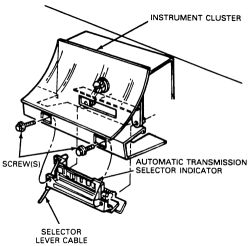 INSTRUMENT CLUSTER
SCREW(S)
AUTOMATIC TRANSMISSION
SELECTOR INDICATOR
SELECTOR
LEVER CABLE